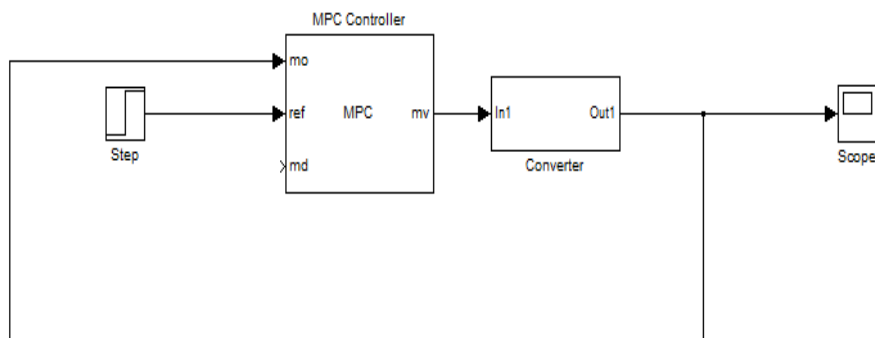 MPC Controller
mo
ref MPC mv
md
Step
In1 Out1
Converter
Scope